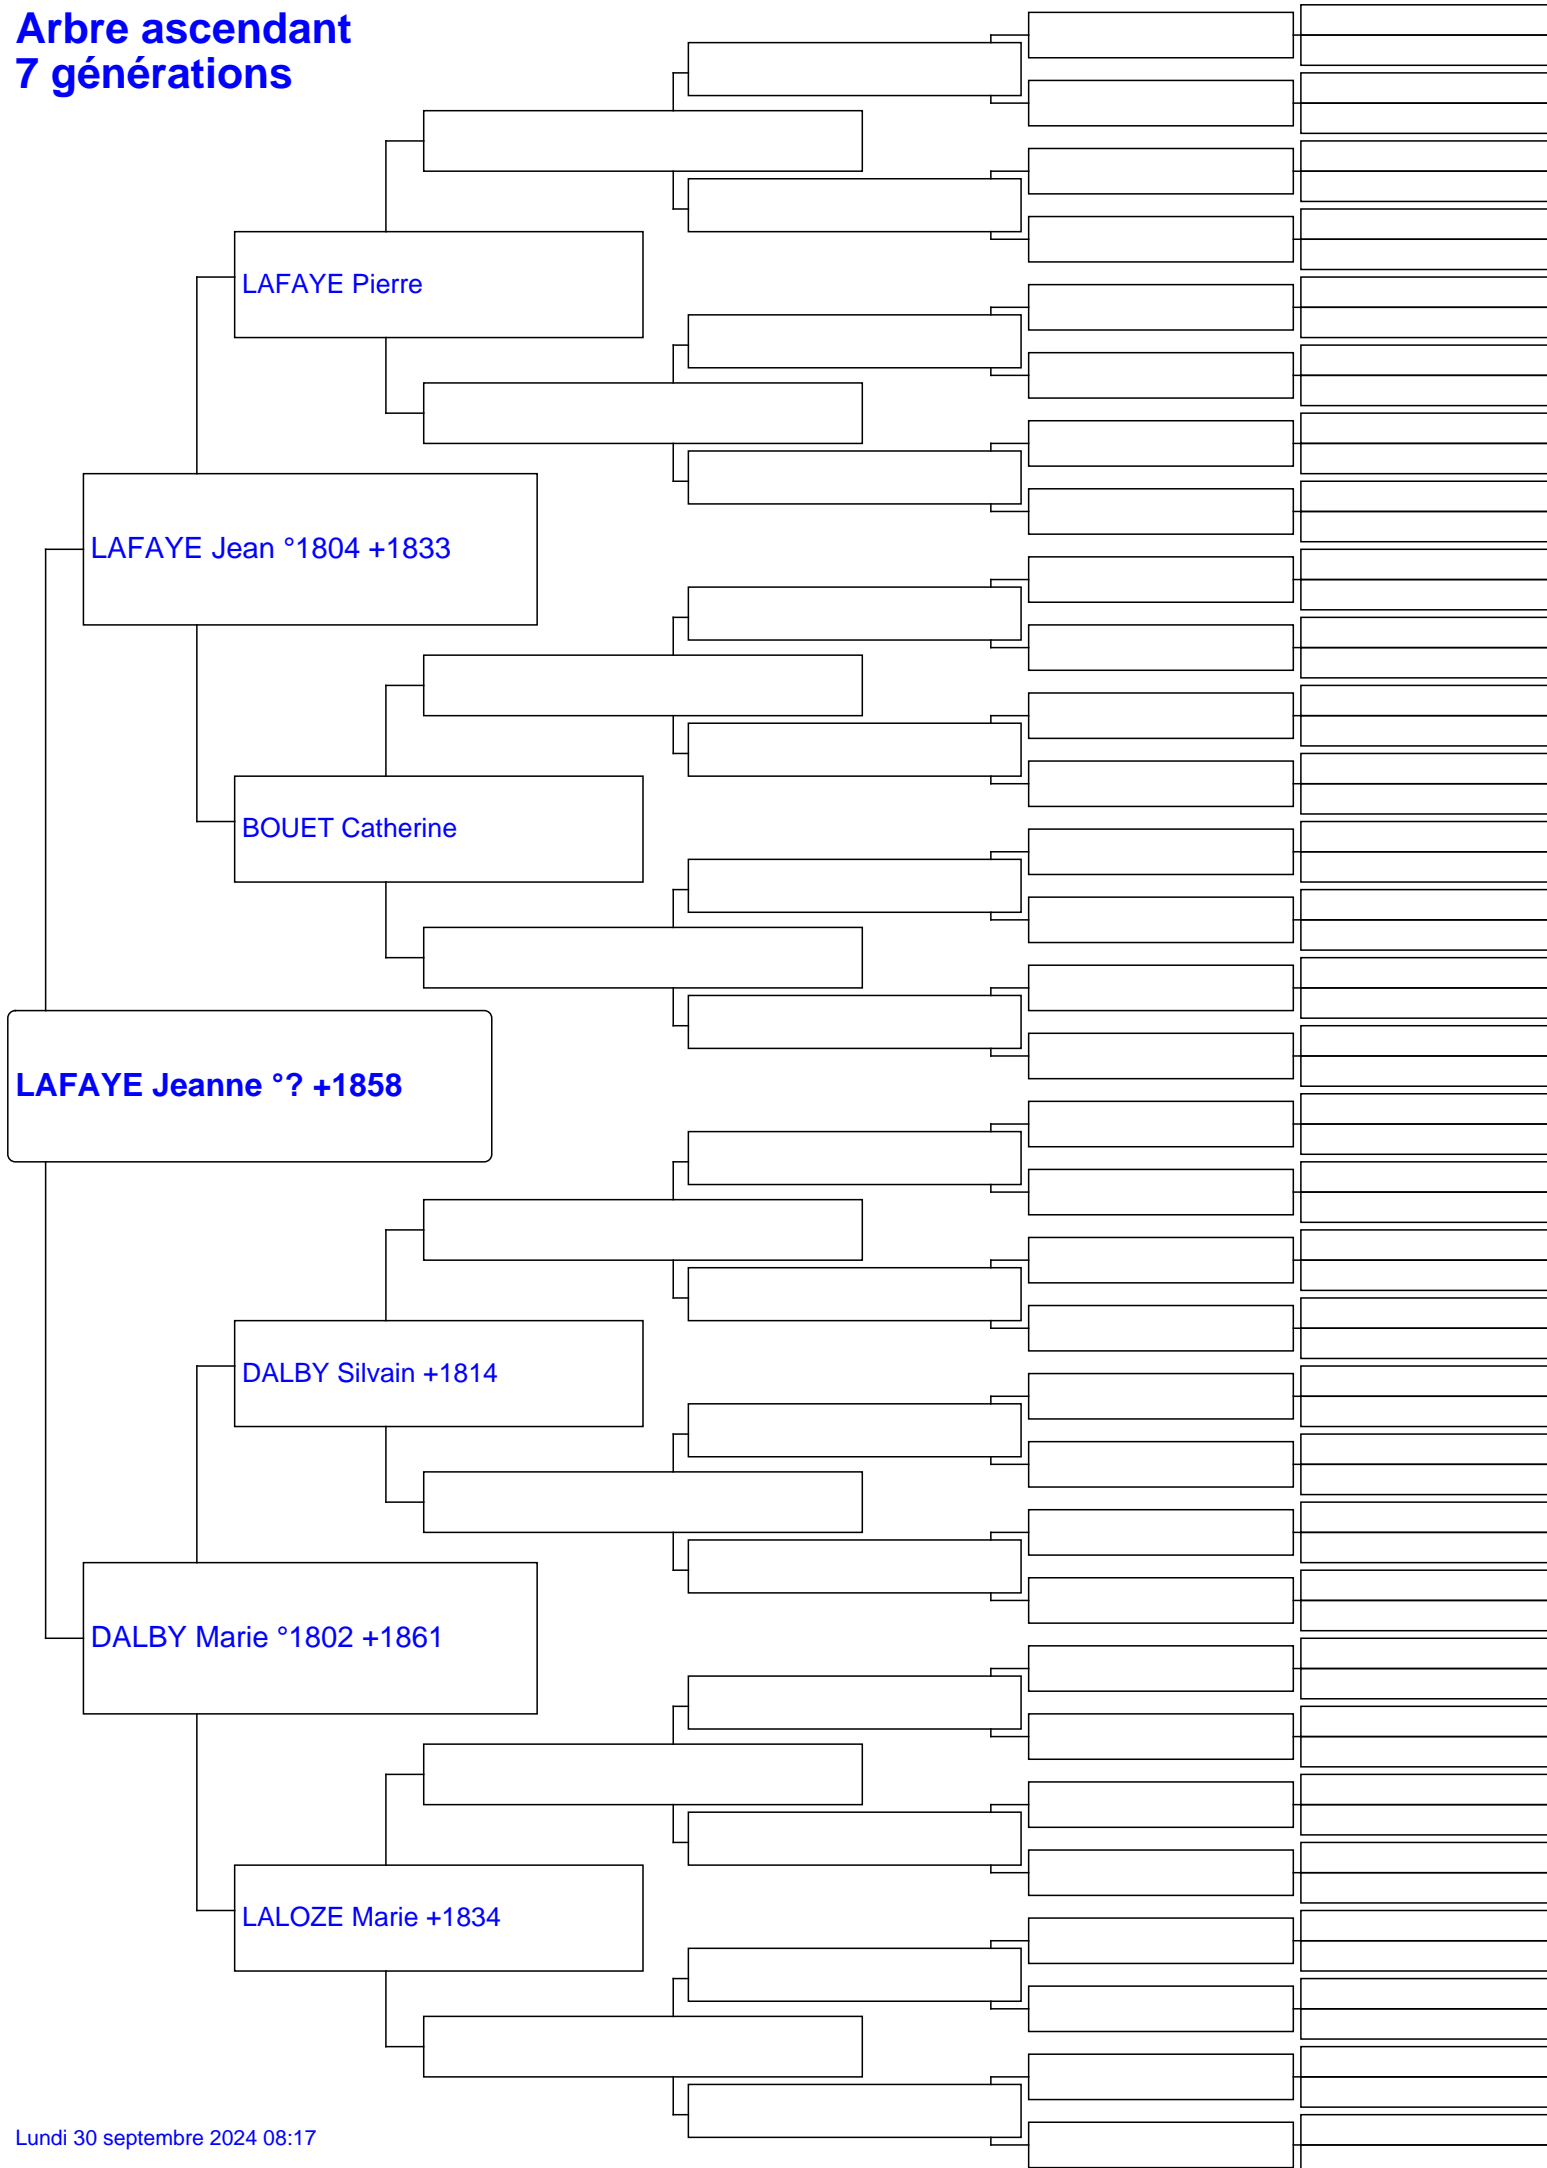 Arbre ascendant
7 générations
LAFAYE Pierre
LAFAYE Jean °1804 +1833
BOUET Catherine
LAFAYE Jeanne °? +1858
DALBY Silvain +1814
DALBY Marie °1802 +1861
LALOZE Marie +1834
Lundi 30 septembre 2024 08:17